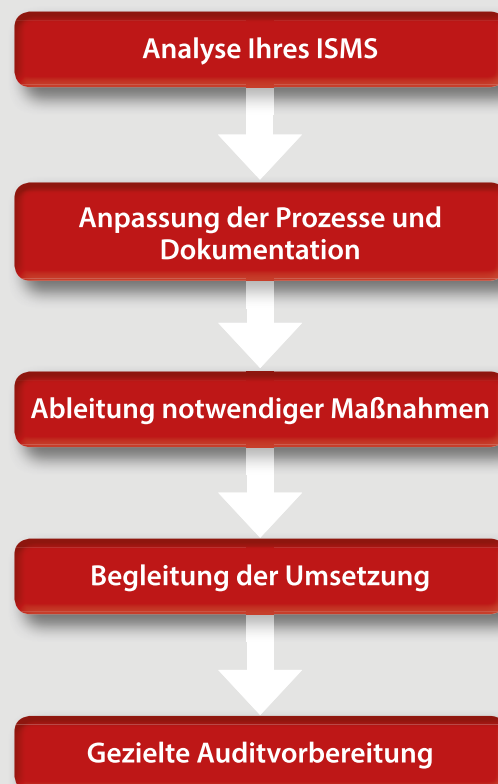 Analyse Ihres ISMS
Anpassung der Prozesse und
Dokumentation
Ableitung notwendiger Maßnahmen
Begleitung der Umsetzung
Gezielte Auditvorbereitung